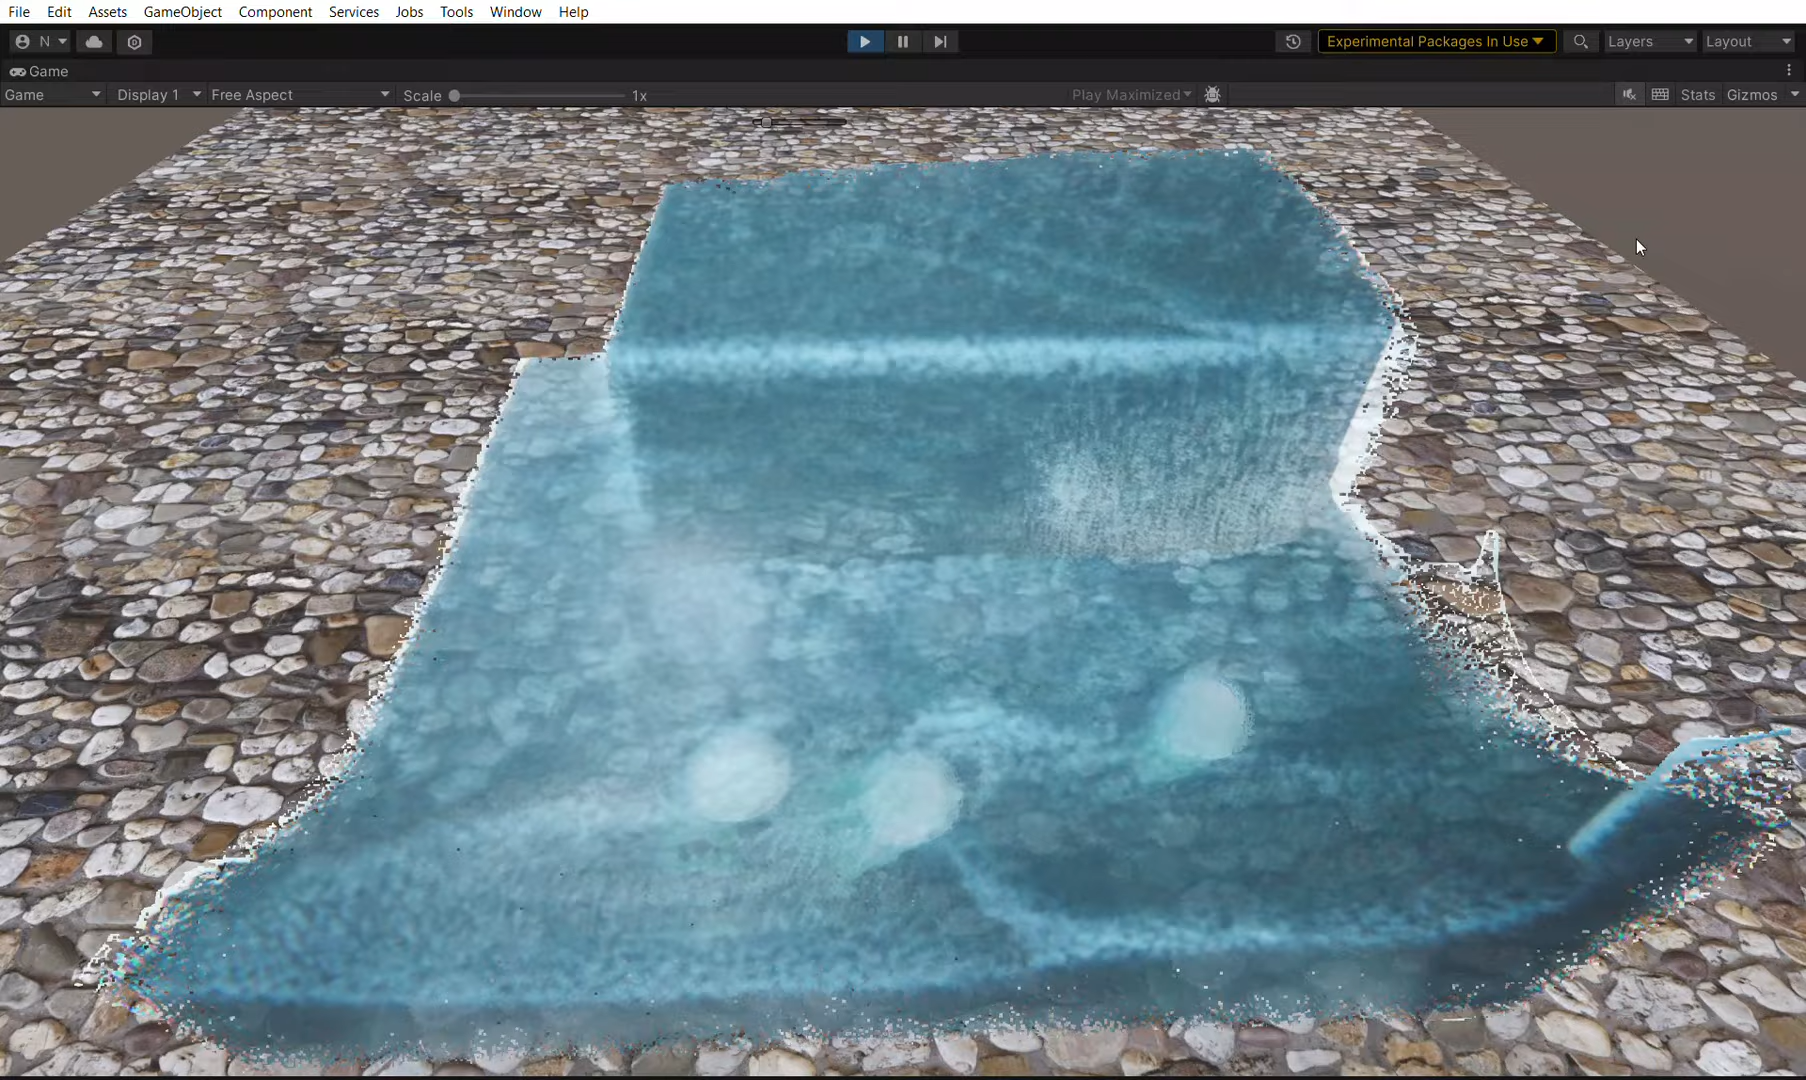 File Edit Assets GameObject Component Services Jobs Tools Window Help
N Experimental Packages In Use Layers Layout
Game
Game Display 1 Free Aspect Scale 1x Play Maximized Stats Gizmos